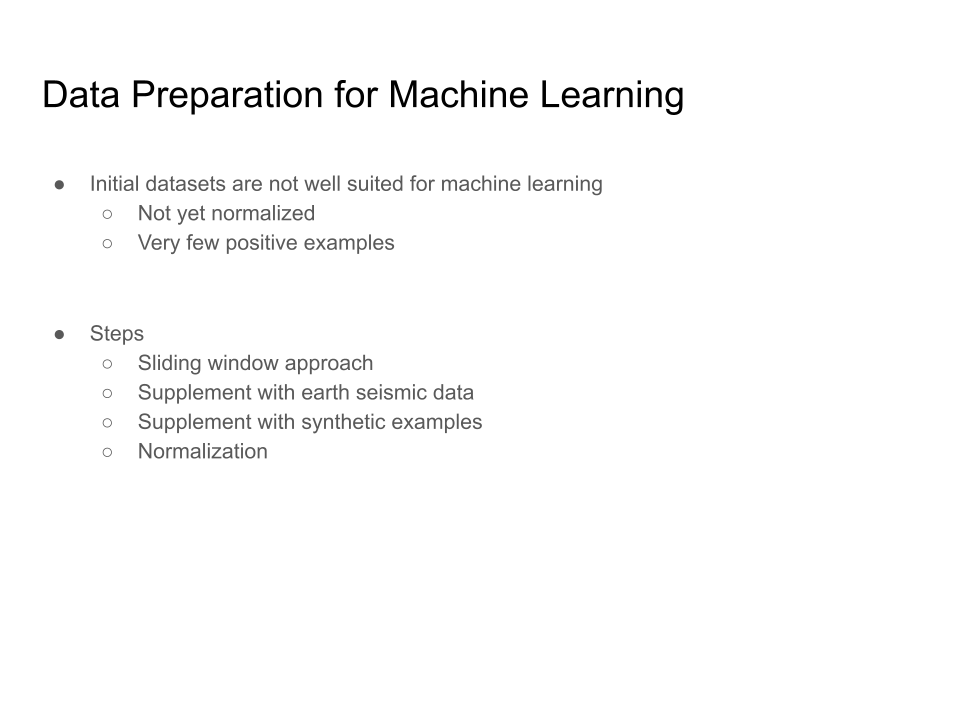 Data Preparation for Machine Learning
● Initial datasets are not well suited for machine learning
○ Not yet normalized
○ Very few positive examples
● Steps
○ Sliding window approach
○ Supplement with earth seismic data
○ Supplement with synthetic examples
○ Normalization